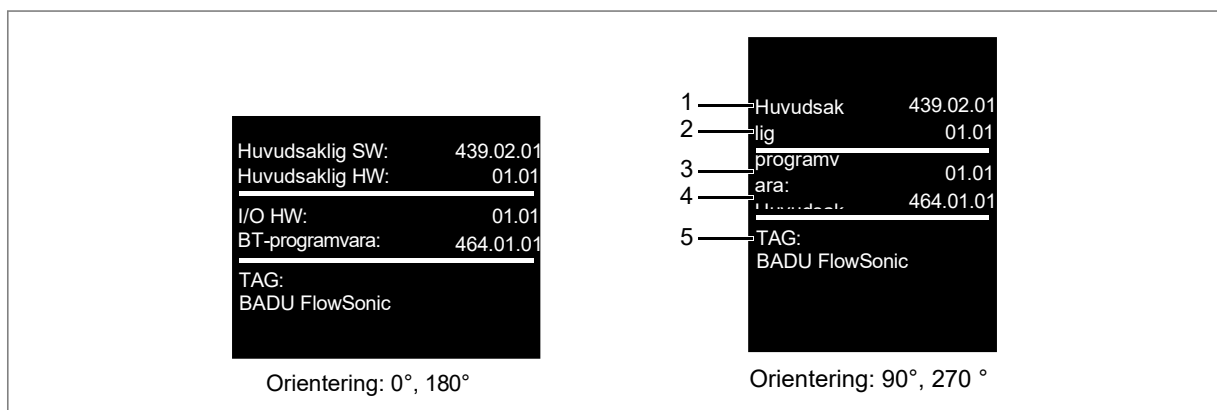 Huvudsaklig SW: 439.02.01
Huvudsaklig HW: 01.01
I/O HW: 01.01
BT-programvara: 464.01.01
TAG:
BADU FlowSonic
Orientering: 0°, 180°
1 Huvudsak 439.02.01
2 lig 01.01
programv
3 01.01
ara:
4 Huvudsak 464.01.01
5 TAG:
BADU FlowSonic
Orientering: 90°, 270 °